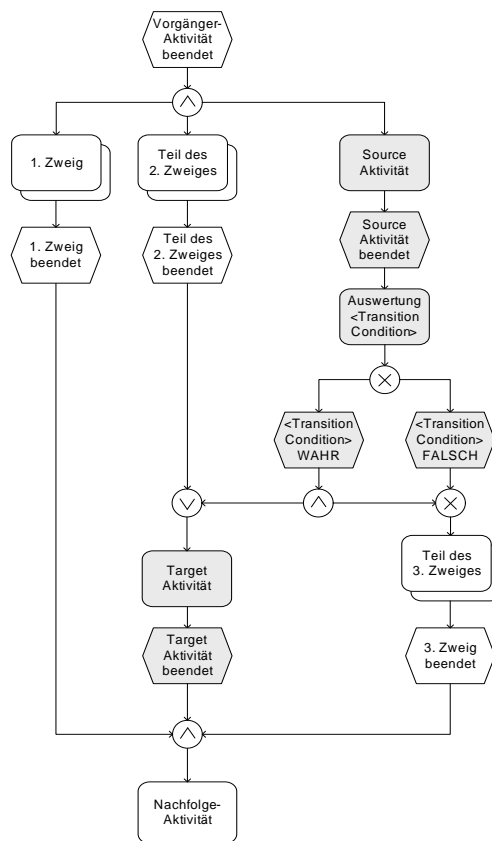 Vorgänger-
Aktivität
beendet
1. Zweig
Teil des
2. Zweiges
Source
Aktivität
1. Zweig
beendet
Teil des
2. Zweiges
beendet
Source
Aktivität
beendet
Auswertung
<Transition
Condition>
<Transition
Condition>
WAHR
<Transition
Condition>
FALSCH
Target
Aktivität
Teil des
3. Zweiges
Target
Aktivität
beendet
3. Zweig
beendet
Nachfolge-
Aktivität